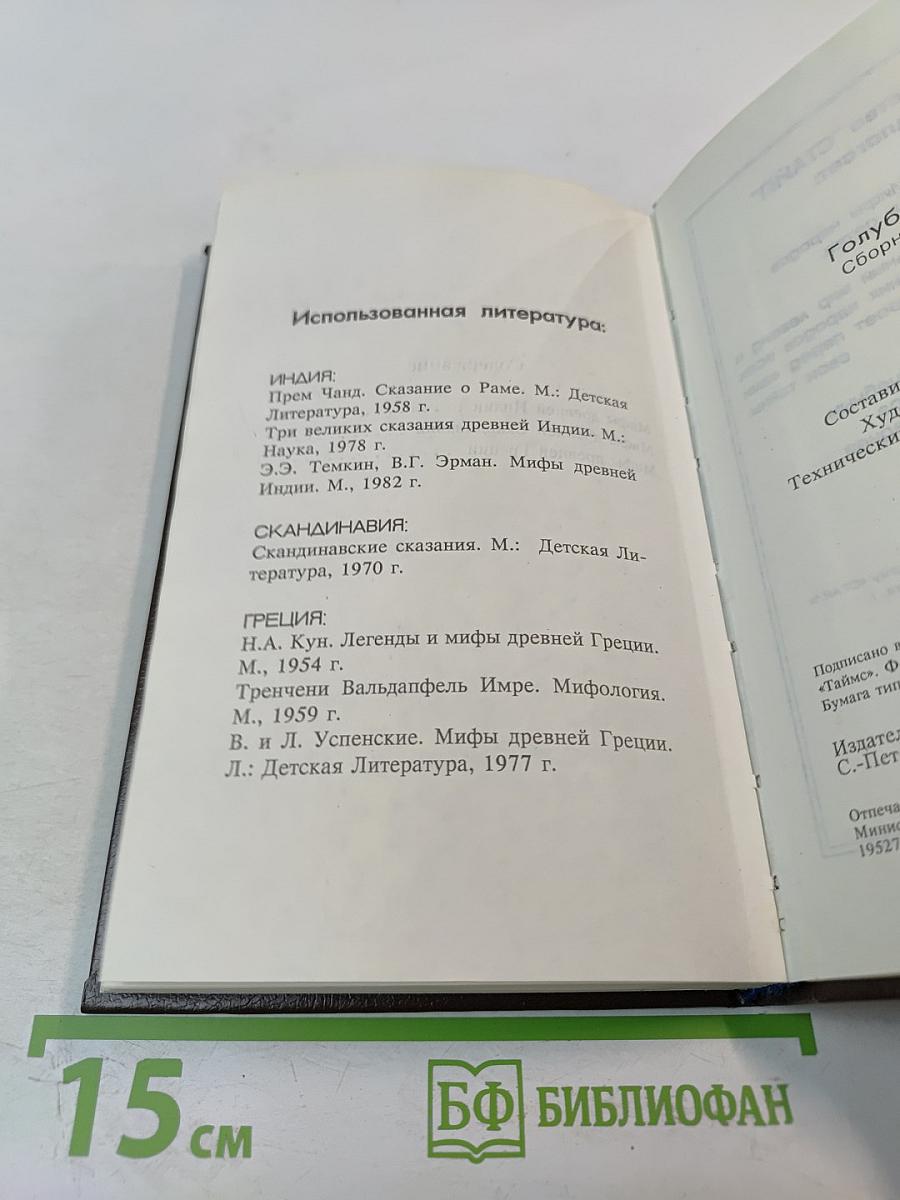 Использованная литература:
ИНДИЯ:
Прем Чанд. Сказание о Раме. М.: Детская
Литература, 1958 г.
Три великих сказания древней Индии. М.:
Наука, 1978 г.
Э.Э. Темкин, В.Г. Эрман. Мифы древней
Индии. М., 1982 г.
СКАНДИНАВИЯ:
Скандинавские сказания. М.: Детская Ли-
тература, 1970 г.
ГРЕЦИЯ:
Н.А. Кун. Легенды и мифы древней Греции.
М., 1954 г.
Тренчени Вальдапфель Имре. Мифология.
М., 1959 г.
В. и Л. Успенские. Мифы древней Греции.
Л.: Детская Литература, 1977 г.
Голуб
Сборн
Состави
Худ
Технически
Подписано в
«Таймс». Ф
Бумага тип
Издател
С.-Пет
Отпеча
Минис
19527
15 см
БФ БИБЛИОФАН